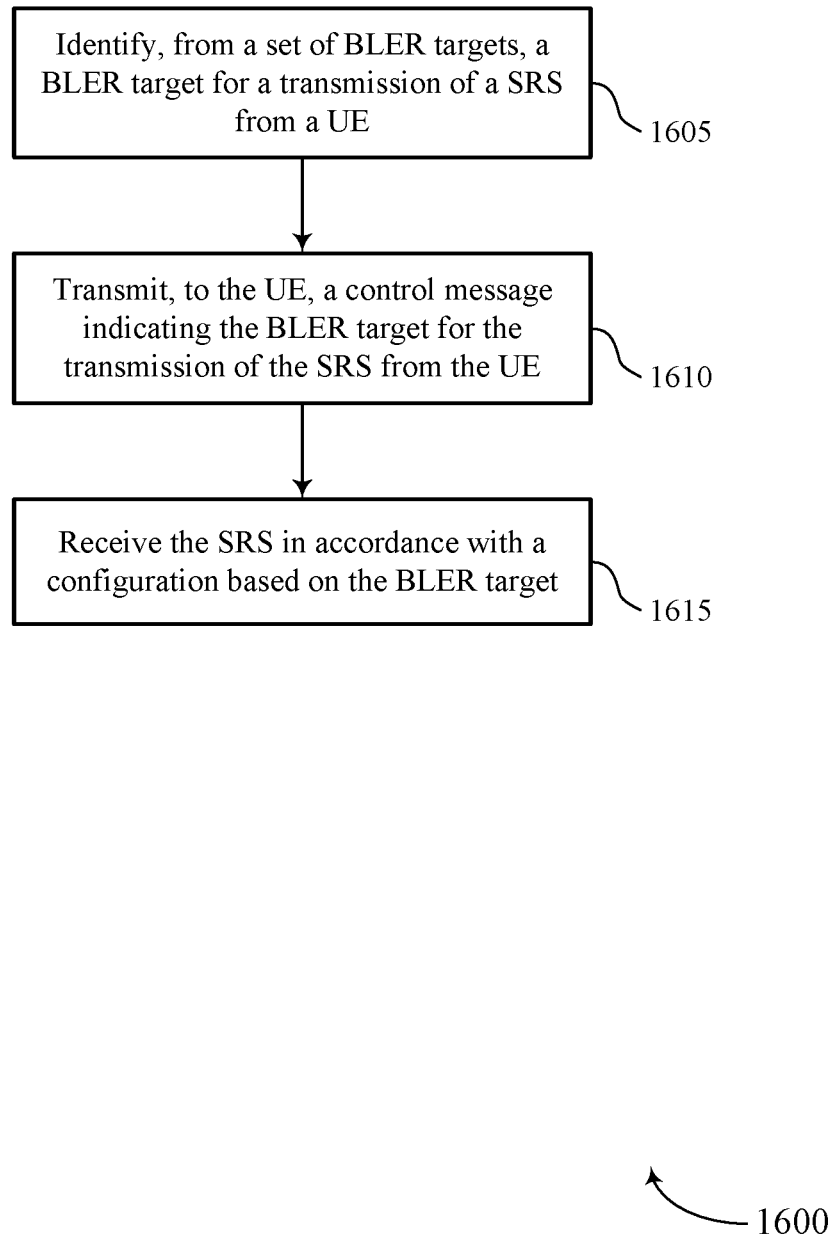 Identify, from a set of BLER targets, a
BLER target for a transmission of a SRS
from a UE
1605
Transmit, to the UE, a control message
indicating the BLER target for the
transmission of the SRS from the UE
1610
Receive the SRS in accordance with a
configuration based on the BLER target
1615
1600